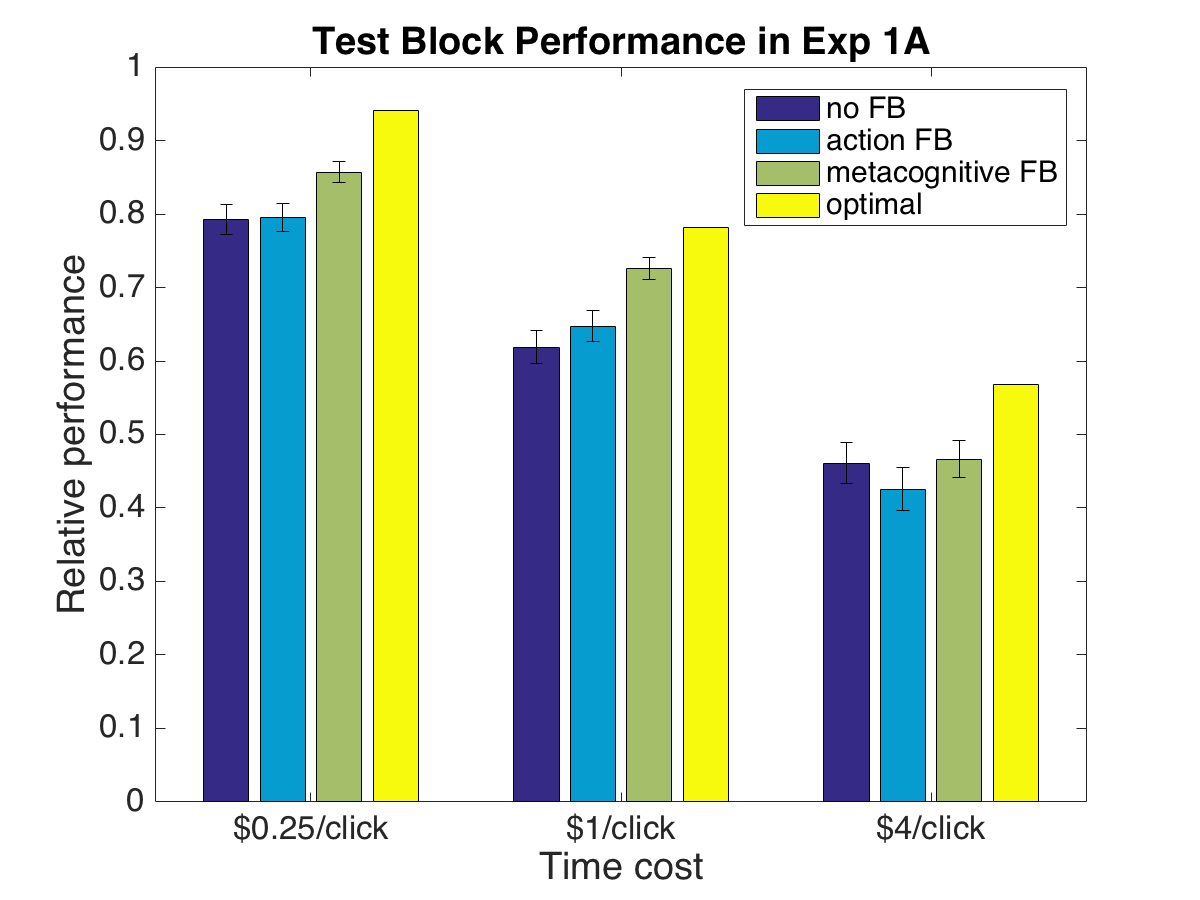 Test Block Performance in Exp 1A
1
0.9
0.8
0.7
0.6
0.5
0.4
0.3
0.2
0.1
0
Relative performance
no FB
action FB
metacognitive FB
optimal
$0.25/click
$1/click
$4/click
Time cost